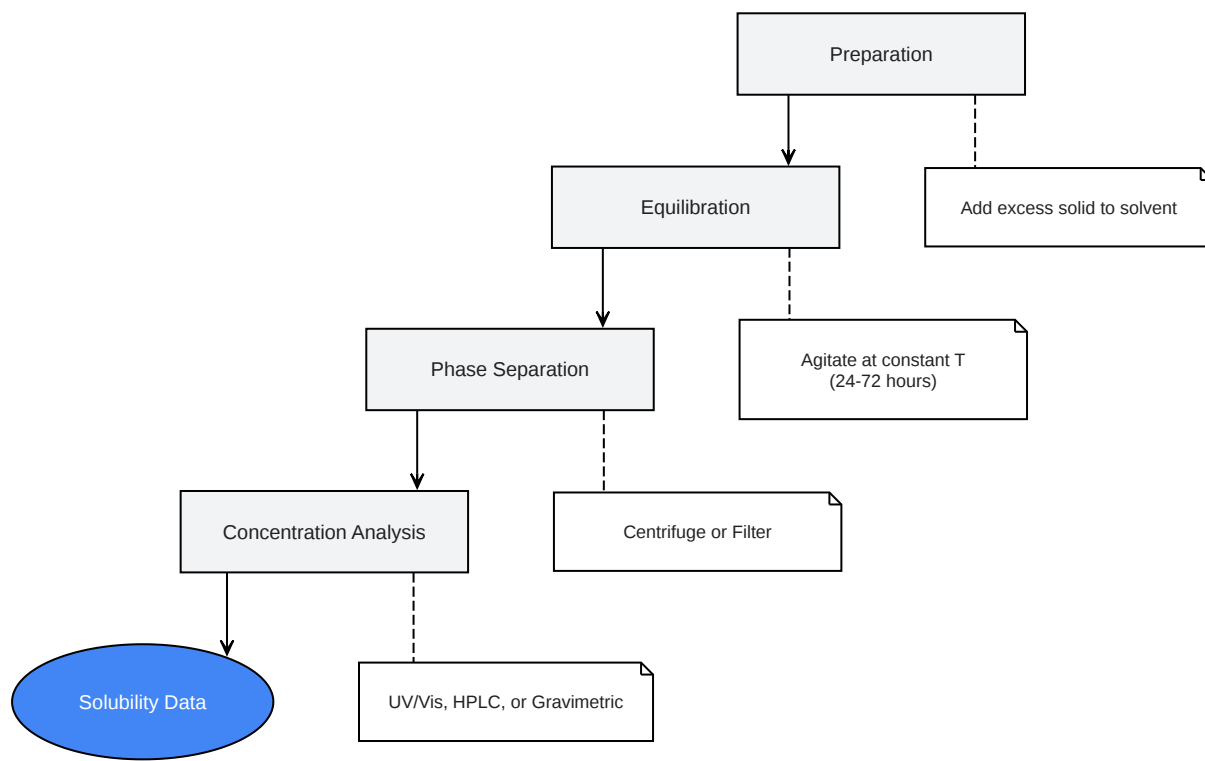 Preparation
Add excess solid to solvent
Equilibration
Agitate at constant T
(24-72 hours)
Phase Separation
Centrifuge or Filter
Concentration Analysis
UV/Vis, HPLC, or Gravimetric
Solubility Data